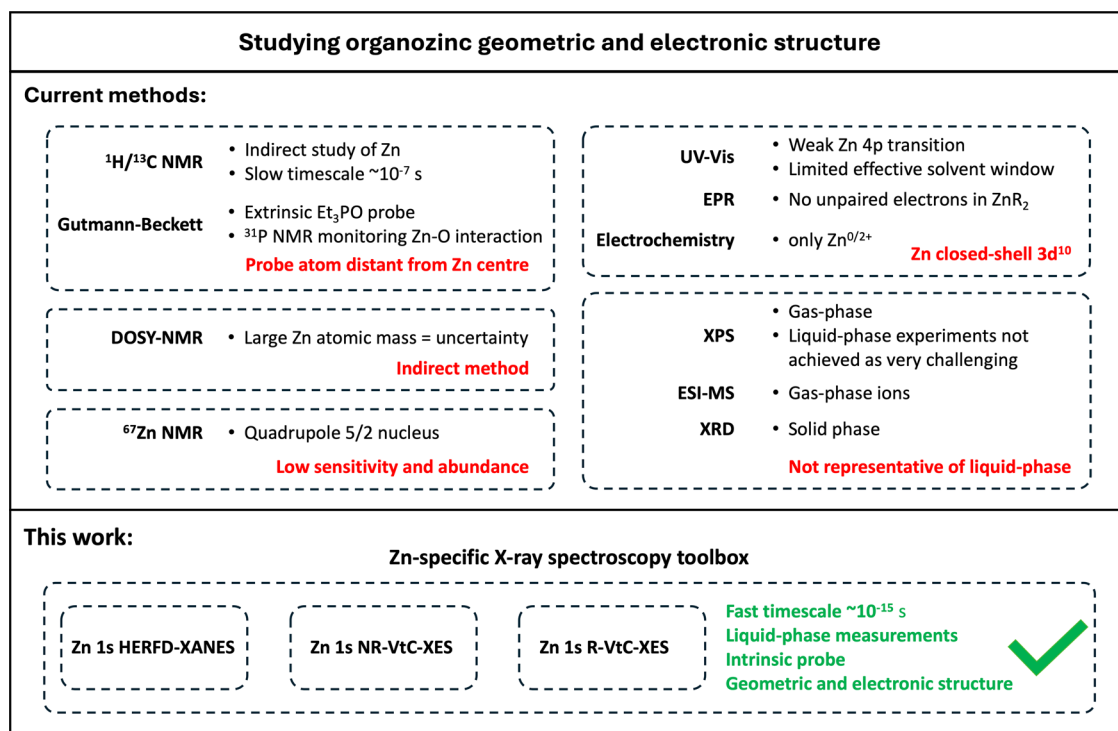 Studying organozinc geometric and electronic structure
Current methods:
¹H/¹³C NMR
• Indirect study of Zn
• Slow timescale ~10⁻⁷ s
Gutmann-Beckett
• Extrinsic Et₃PO probe
• ³¹P NMR monitoring Zn-O interaction
Probe atom distant from Zn centre
DOSY-NMR • Large Zn atomic mass = uncertainty
Indirect method
⁶⁷Zn NMR • Quadrupole 5/2 nucleus
Low sensitivity and abundance
UV-Vis
• Weak Zn 4p transition
• Limited effective solvent window
EPR • No unpaired electrons in ZnR₂
Electrochemistry • only Zn⁰ᐟ²⁺
Zn closed-shell 3d¹⁰
XPS
• Gas-phase
• Liquid-phase experiments not
achieved as very challenging
ESI-MS • Gas-phase ions
XRD • Solid phase
Not representative of liquid-phase
This work:
Zn-specific X-ray spectroscopy toolbox
Zn 1s HERFD-XANES
Zn 1s NR-VtC-XES
Zn 1s R-VtC-XES
Fast timescale ~10⁻¹⁵ s
Liquid-phase measurements
Intrinsic probe
Geometric and electronic structure